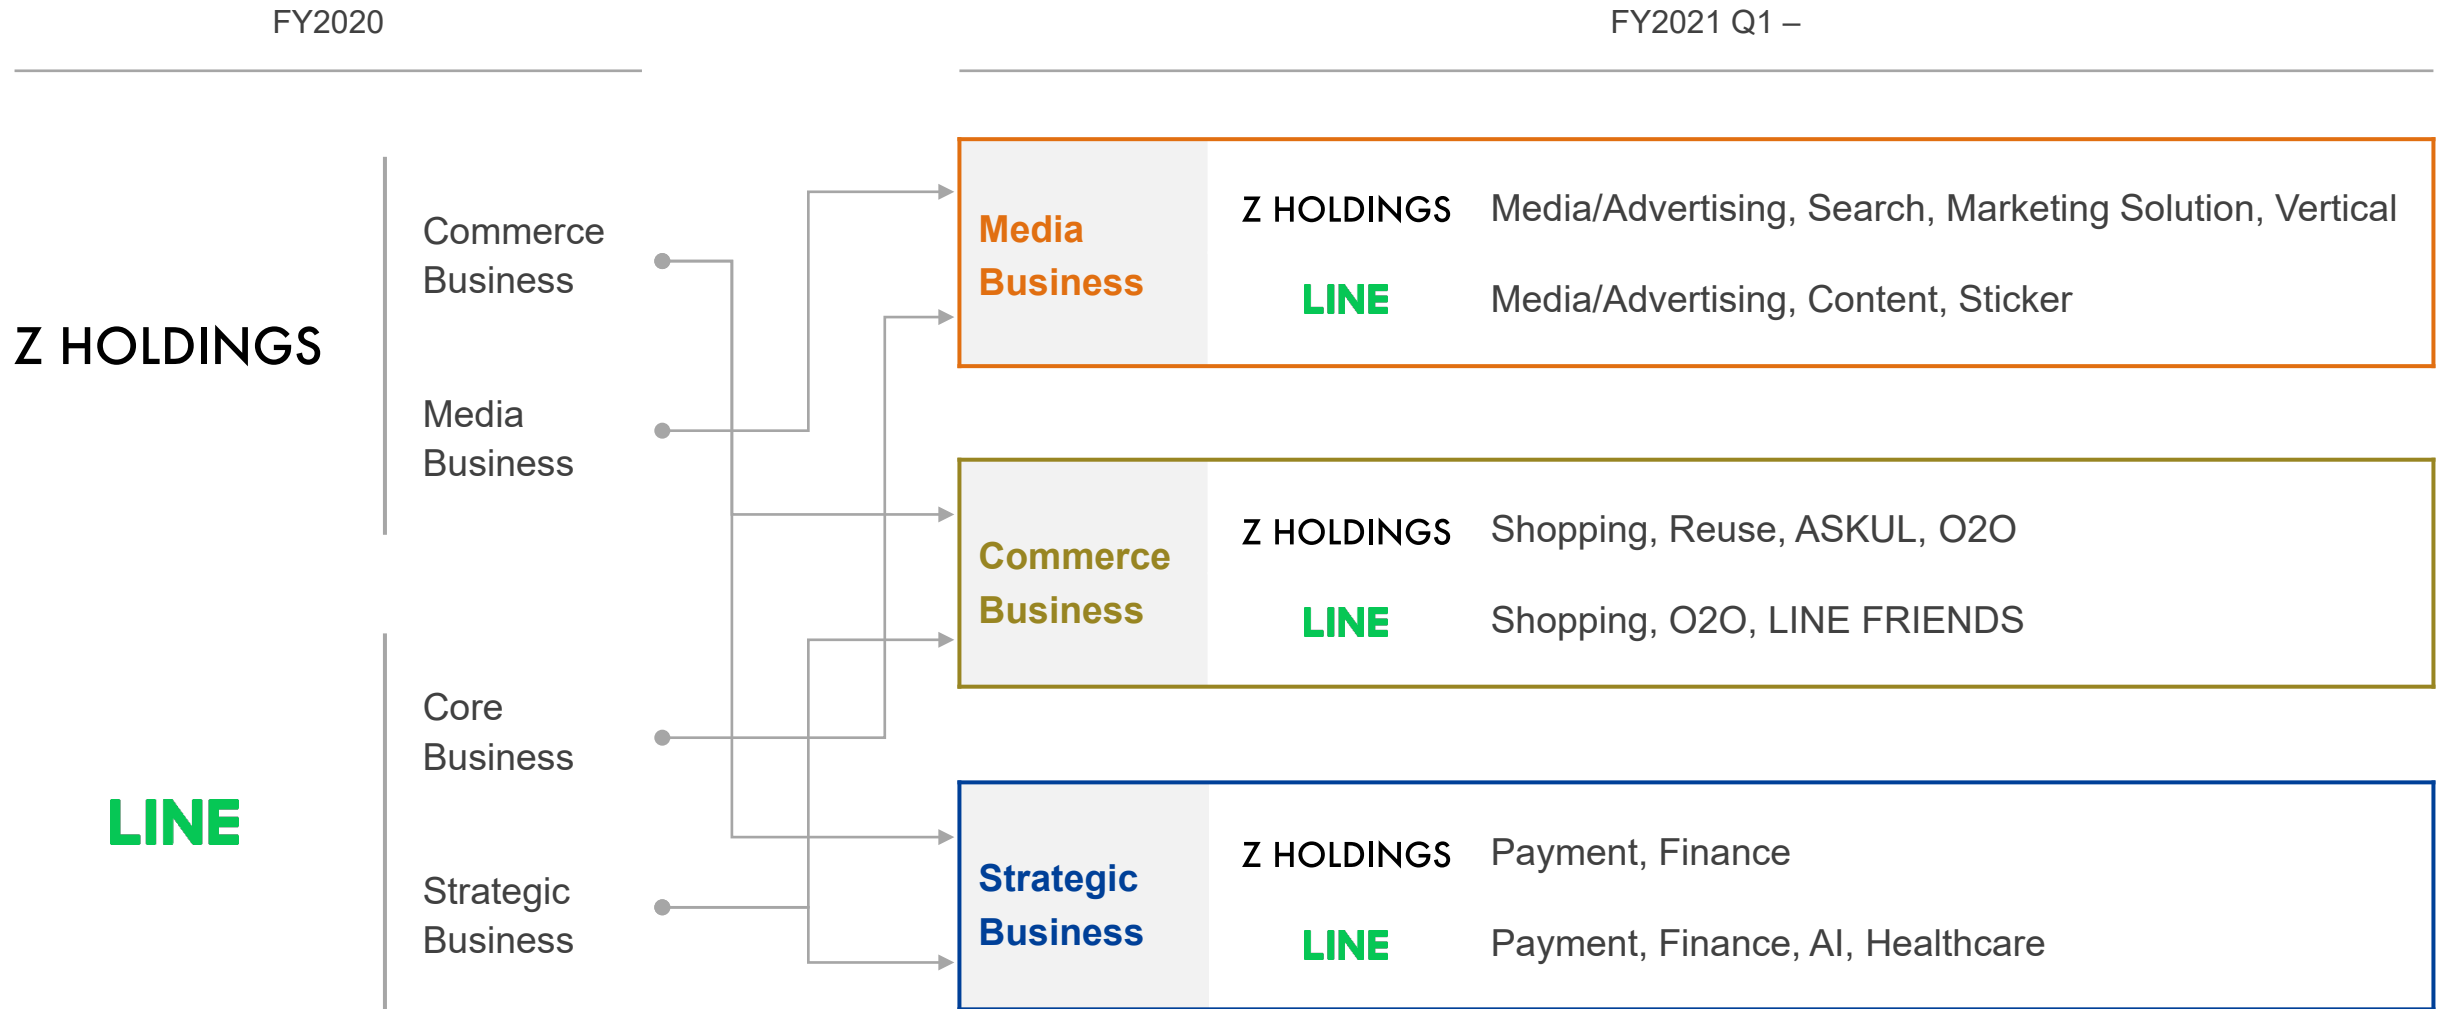 FY2020
FY2021 Q1 –
Z HOLDINGS
Commerce
Business
Media
Business
LINE
Core
Business
Strategic
Business
Media
Business
Z HOLDINGS Media/Advertising, Search, Marketing Solution, Vertical
LINE Media/Advertising, Content, Sticker
Commerce
Business
Z HOLDINGS Shopping, Reuse, ASKUL, O2O
LINE Shopping, O2O, LINE FRIENDS
Strategic
Business
Z HOLDINGS Payment, Finance
LINE Payment, Finance, AI, Healthcare